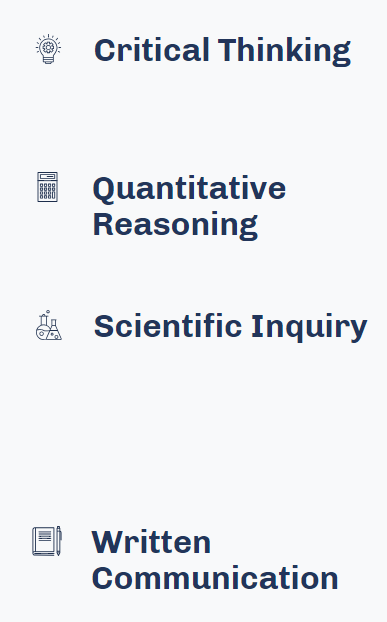 Critical Thinking
Quantitative
Reasoning
Scientific Inquiry
Written
Communication